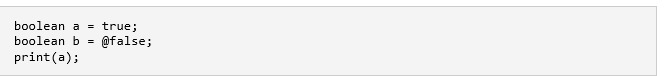 boolean a = true;
boolean b = @false;
print(a);